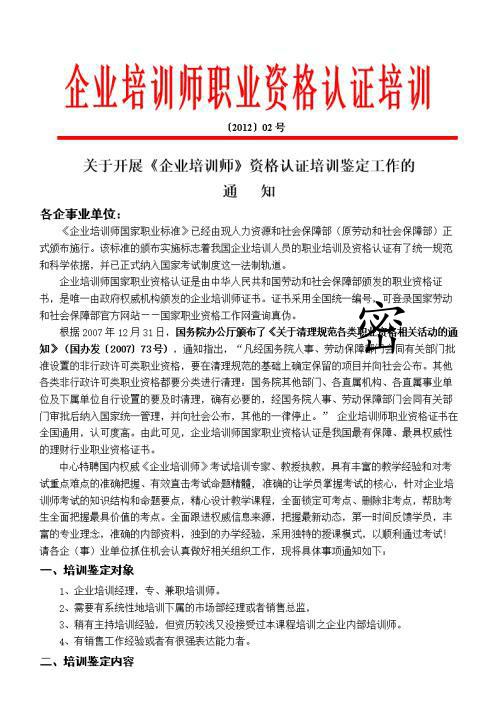 企业培训师职业资格认证培训
〔2012〕02号
关于开展《企业培训师》资格认证培训鉴定工作的
通 知
各企事业单位：
《企业培训师国家职业标准》已经由现人力资源和社会保障部（原劳动和社会保障部）正
式颁布施行。该标准的颁布实施标志着我国企业培训人员的职业培训及资格认证有了统一规范
和科学依据，并已正式纳入国家考试制度这一法制轨道。
企业培训师国家职业资格认证是由中华人民共和国劳动和社会保障部颁发的职业资格证
书，是唯一由政府权威机构颁发的企业培训师证书。证书采用全国统一编号，可登录国家劳动
和社会保障部官方网站——国家职业资格工作网查询真伪。
密
根据2007年12月31日，国务院办公厅颁布了《关于清理规范各类职业资格相关活动的通
知》（国办发〔2007〕73号），通知指出，“凡经国务院人事、劳动保障部门会同有关部门批
准设置的非行政许可类职业资格，要在清理规范的基础上确定保留的项目并向社会公布。其他
各类非行政许可类职业资格都要分类进行清理：国务院其他部门、各直属机构、各直属事业单
位及下属单位自行设置的要及时清理，确有必要的，经国务院人事、劳动保障部门会同有关部
门审批后纳入国家统一管理，并向社会公布，其他的一律停止。” 企业培训师职业资格证书在
全国通用，认可度高。由此可见，企业培训师国家职业资格认证是我国最有保障、最具权威性
的理财行业职业资格证书。
中心特聘国内权威《企业培训师》考试培训专家、教授执教，具有丰富的教学经验和对考
试重点难点的准确把握、有效直击考试命题精髓，准确的让学员掌握考试的核心，针对企业培
训师考试的知识结构和命题要点，精心设计教学课程，全面锁定可考点、删除非考点，帮助考
生全面把握最具价值的考点。全面跟进权威信息来源，把握最新动态，第一时间反馈学员，丰
富的专业理念，准确的内部资料，独到的办学经验，采用独特的授课模式，以顺利通过考试！
请各企（事）业单位抓住机会认真做好相关组织工作，现将具体事项通知如下：
一、培训鉴定对象
1、企业培训经理，专、兼职培训师。
2、需要有系统性地培训下属的市场部经理或者销售总监。
3、稍有主持培训经验，但资历较浅又没接受过本课程培训之企业内部培训师。
4、有销售工作经验或者有很强表达能力者。
二、培训鉴定内容